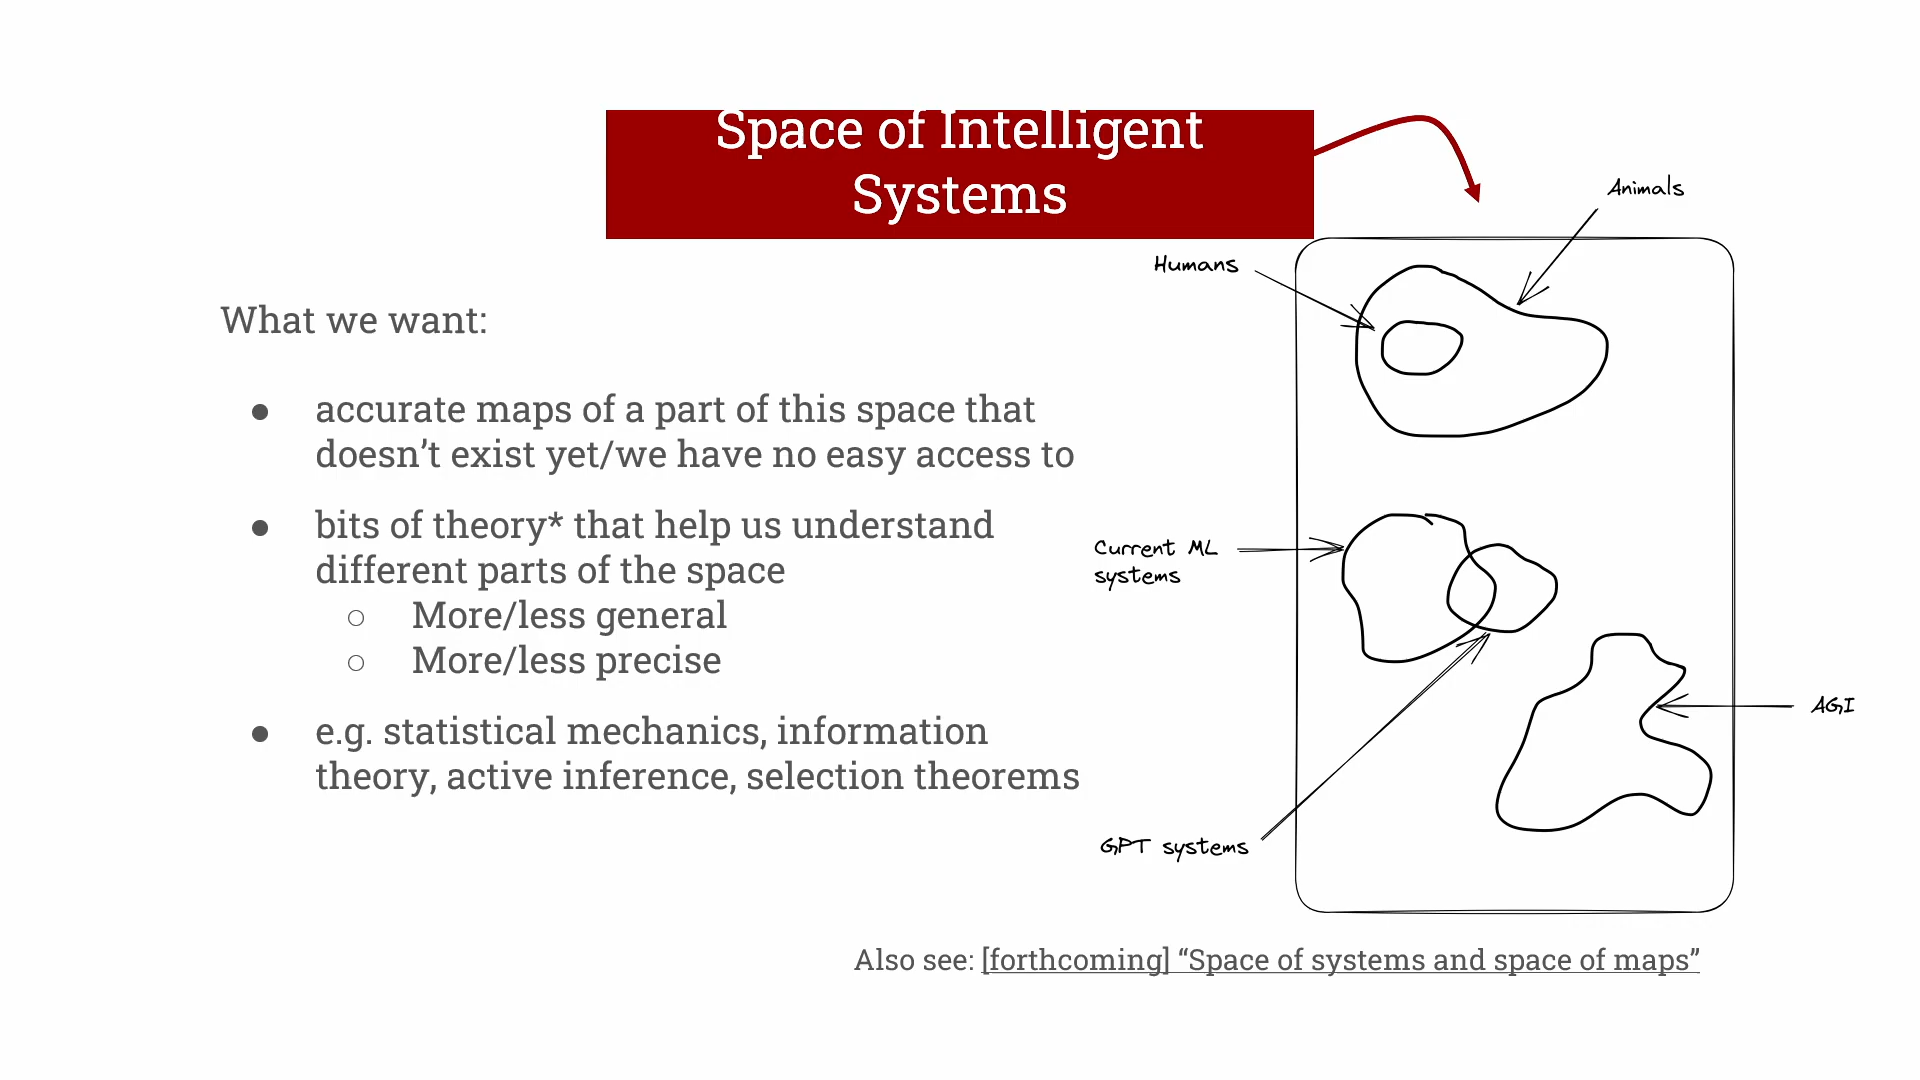 Space of Intelligent
Systems
What we want:
● accurate maps of a part of this space that
doesn’t exist yet/we have no easy access to
● bits of theory* that help us understand
different parts of the space
○ More/less general
○ More/less precise
● e.g. statistical mechanics, information
theory, active inference, selection theorems
Animals
Humans
Current ML
systems
AGI
GPT systems
Also see: [forthcoming] “Space of systems and space of maps”